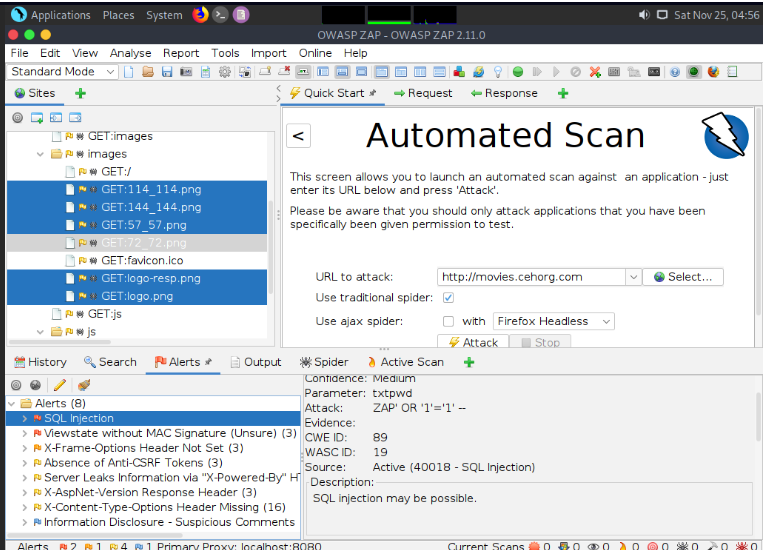 Applications Places System Sat Nov 25, 04:56
OWASP ZAP - OWASP ZAP 2.11.0
File Edit View Analyse Report Tools Import Online Help
Standard Mode
Sites
Quick Start Request Response
GET:images
images
GET:/
GET:114_114.png
GET:144_144.png
GET:57_57.png
GET:72_72.png
GET:favicon.ico
GET:logo-resp.png
GET:logo.png
GET:js
js
<
Automated Scan
This screen allows you to launch an automated scan against an application - just
enter its URL below and press 'Attack'.
Please be aware that you should only attack applications that you have been
specifically been given permission to test.
URL to attack: http://movies.cehorg.com Select...
Use traditional spider:
Use ajax spider: with Firefox Headless
Attack Stop
History Search Alerts Output Spider Active Scan
Alerts (8)
SQL Injection
Viewstate without MAC Signature (Unsure) (3)
X-Frame-Options Header Not Set (3)
Absence of Anti-CSRF Tokens (3)
Server Leaks Information via "X-Powered-By" HT
X-AspNet-Version Response Header (3)
X-Content-Type-Options Header Missing (16)
Information Disclosure - Suspicious Comments
Confidence: Medium
Parameter: txtpwd
Attack: ZAP' OR '1'='1' --
Evidence:
CWE ID: 89
WASC ID: 19
Source: Active (40018 - SQL Injection)
Description:
SQL injection may be possible.
Alerts 2 1 4 1 Primary Proxy: localhost:8080 Current Scans 0 0 0 0 0 0 0 0